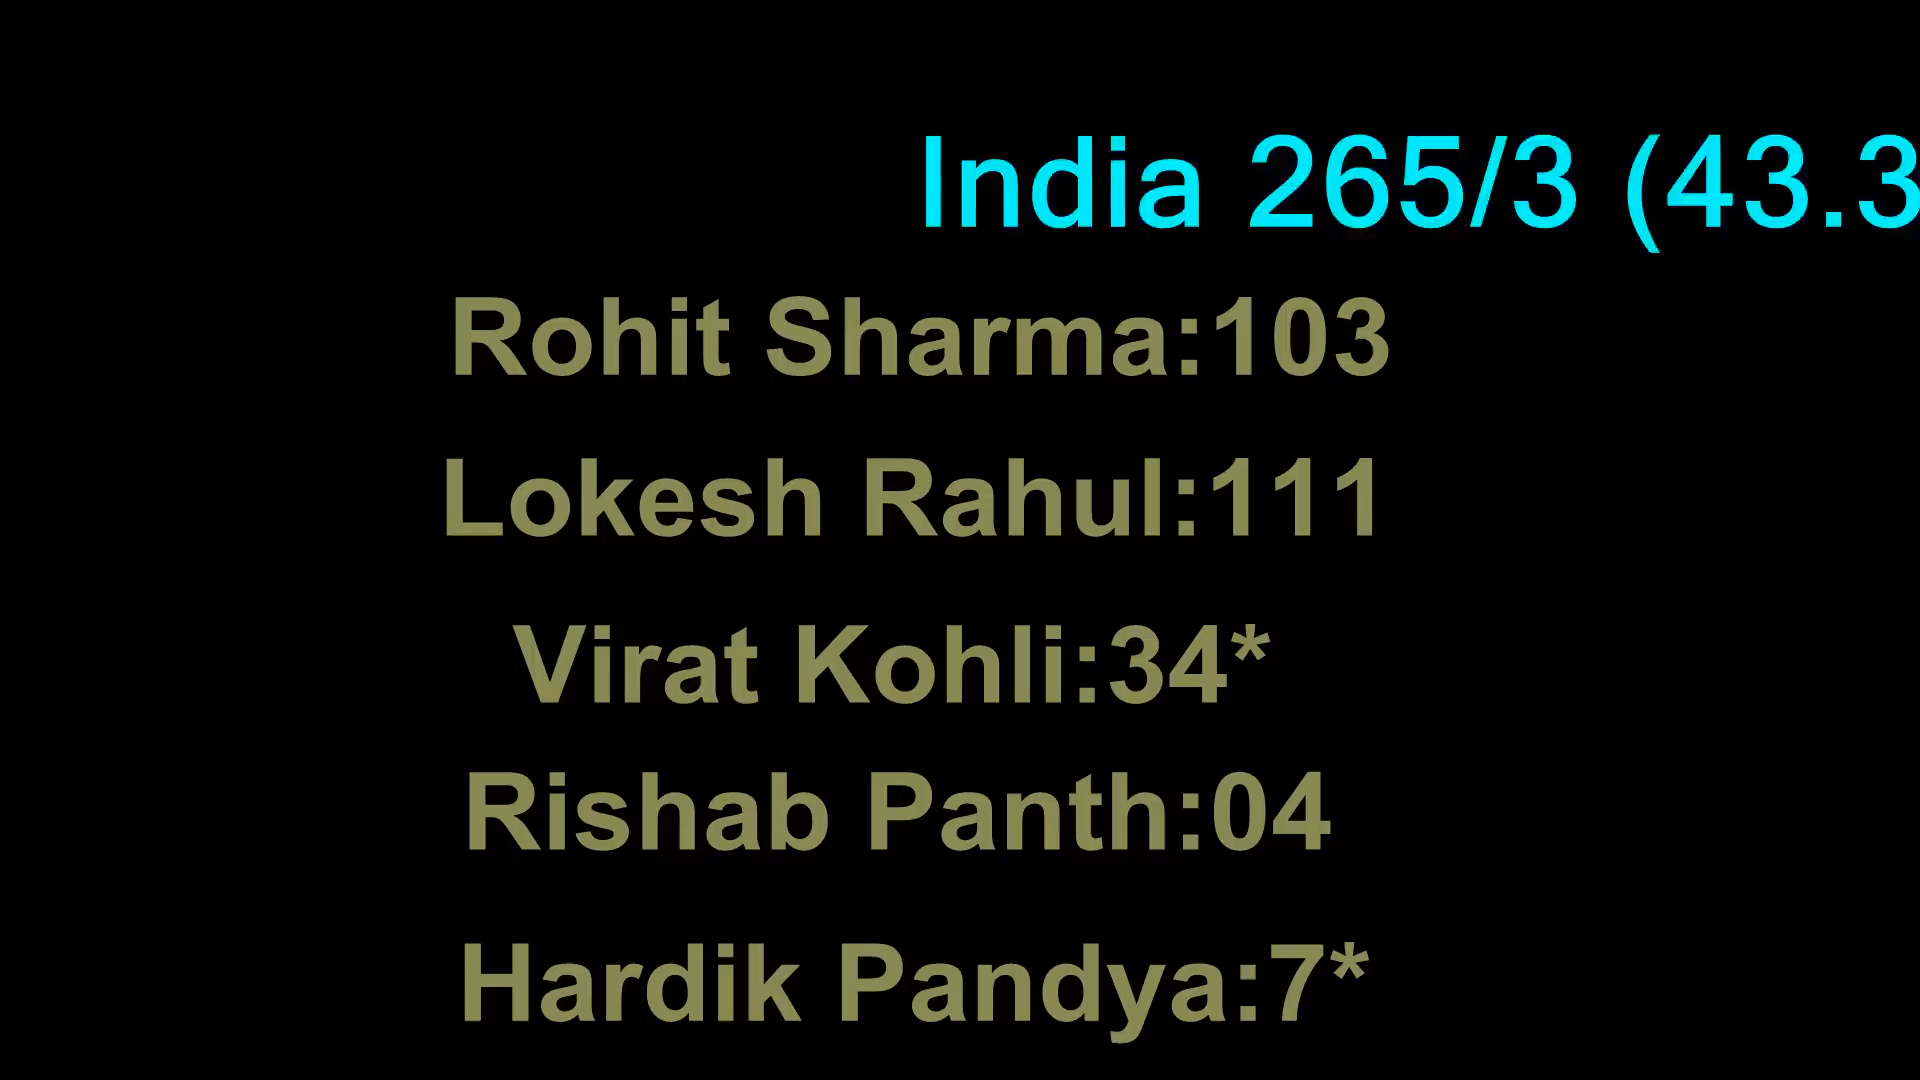 India 265/3 (43.3
Rohit Sharma:103
Lokesh Rahul:111
Virat Kohli:34*
Rishab Panth:04
Hardik Pandya:7*